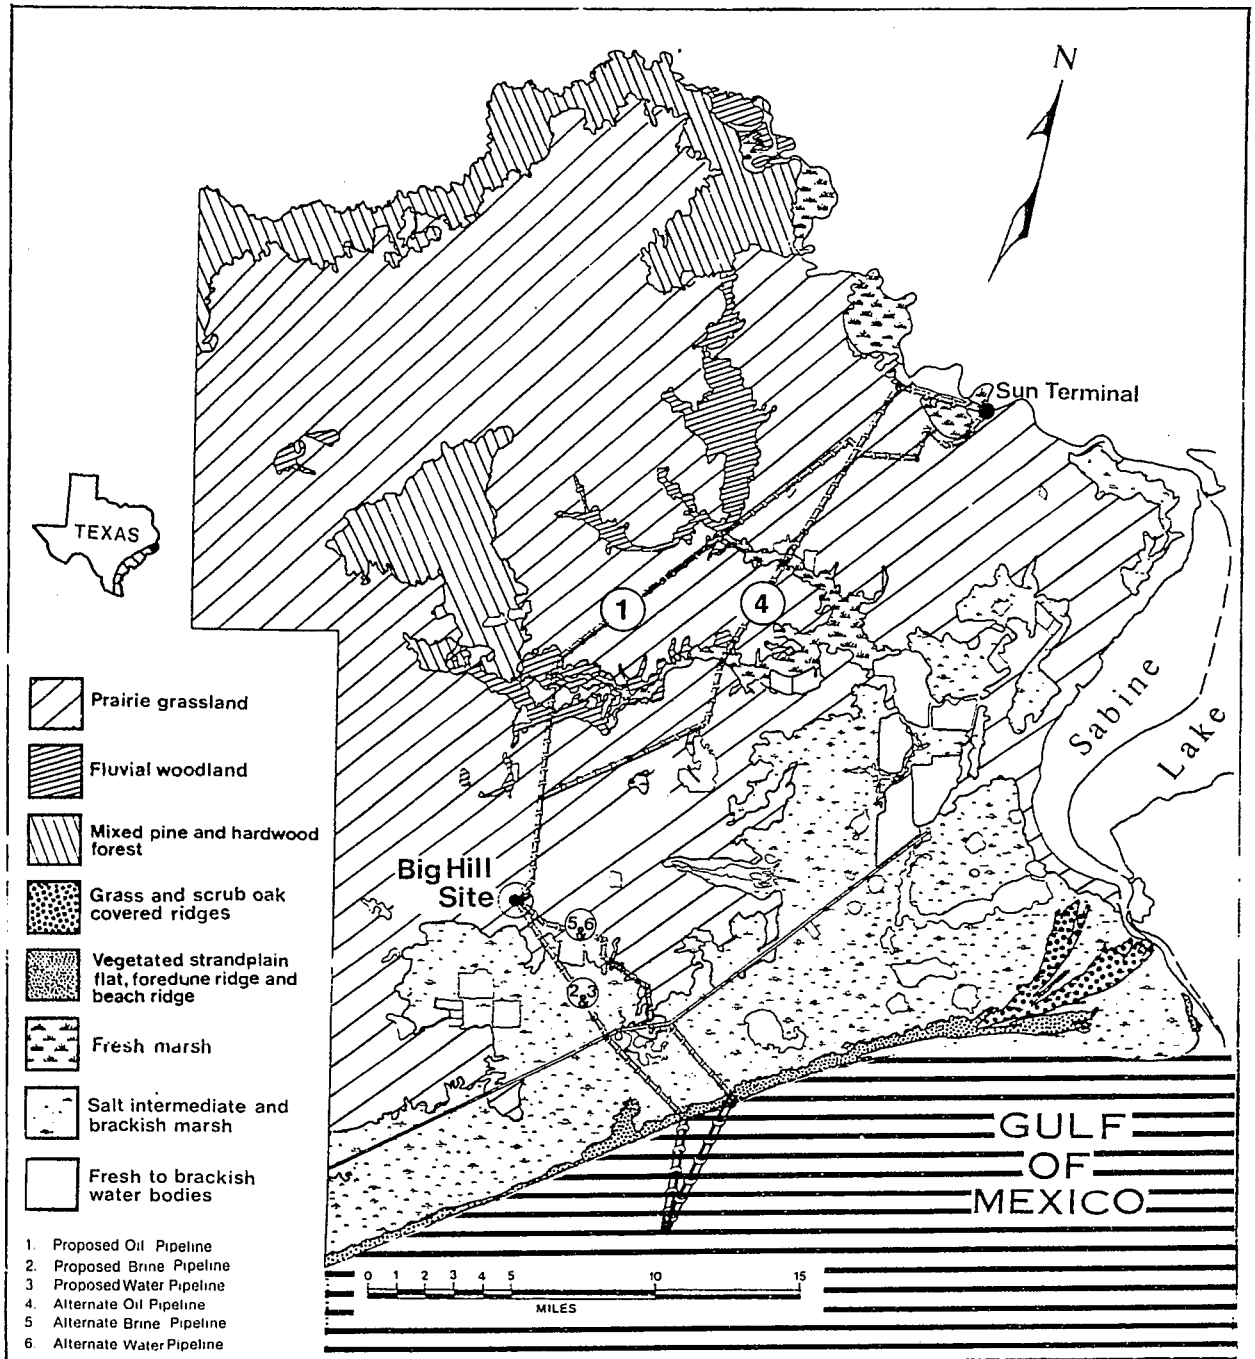 N
Sun Terminal
TEXAS
1
4
Sabine
Lake
Prairie grassland
Fluvial woodland
Mixed pine and hardwood
forest
Grass and scrub oak
covered ridges
Vegetated strandplain
flat, foredune ridge and
beach ridge
Fresh marsh
Salt intermediate and
brackish marsh
Fresh to brackish
water bodies
Big Hill
Site
5
&
6
2
&
3
GULF
OF
MEXICO
1. Proposed Oil Pipeline
2. Proposed Brine Pipeline
3 Proposed Water Pipeline
4. Alternate Oil Pipeline
5 Alternate Brine Pipeline
6. Alternate Water Pipeline
0 1 2 3 4 5 10 15
MILES